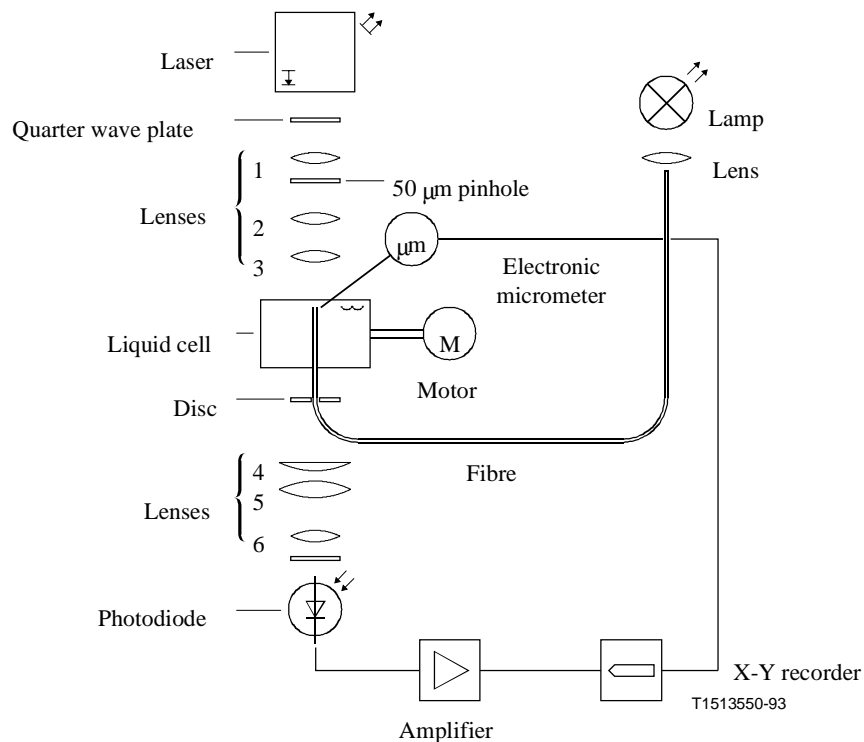 Laser
Lamp
Quarter wave plate
1
50 μm pinhole
Lens
Lenses
2
3
μm
Electronic
micrometer
Liquid cell
M
Motor
Disc
Fibre
4
5
Lenses
6
Photodiode
X-Y recorder
T1513550-93
Amplifier